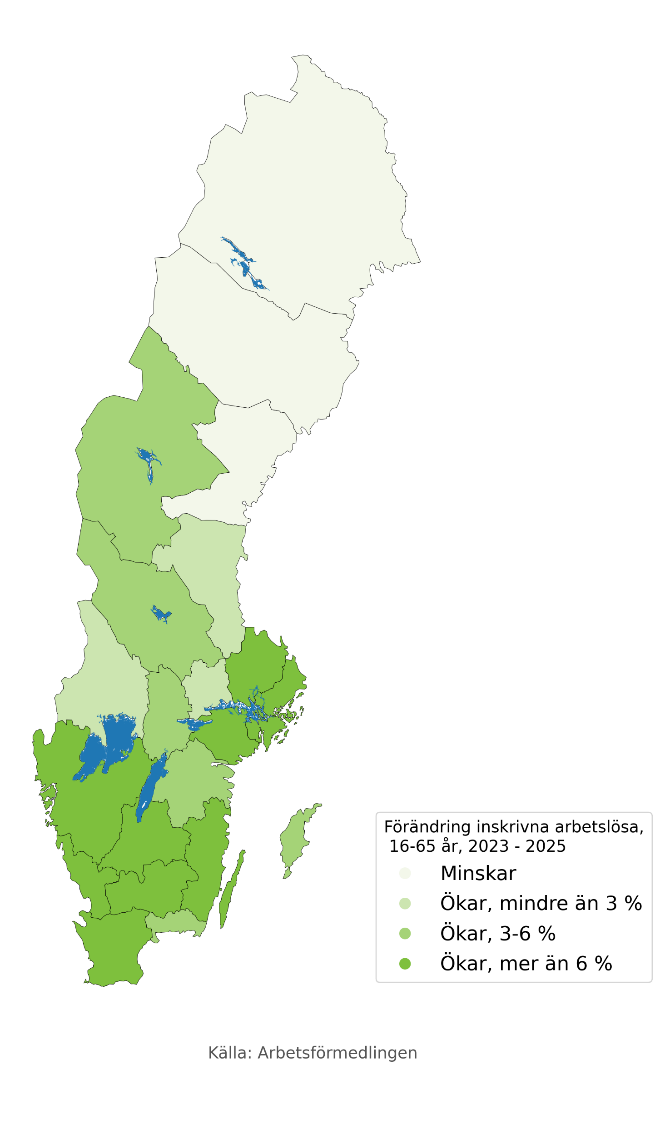 Förändring inskrivna arbetslösa,
16-65 år, 2023 - 2025
Minskar
Ökar, mindre än 3 %
Ökar, 3-6 %
Ökar, mer än 6 %
Källa: Arbetsförmedlingen